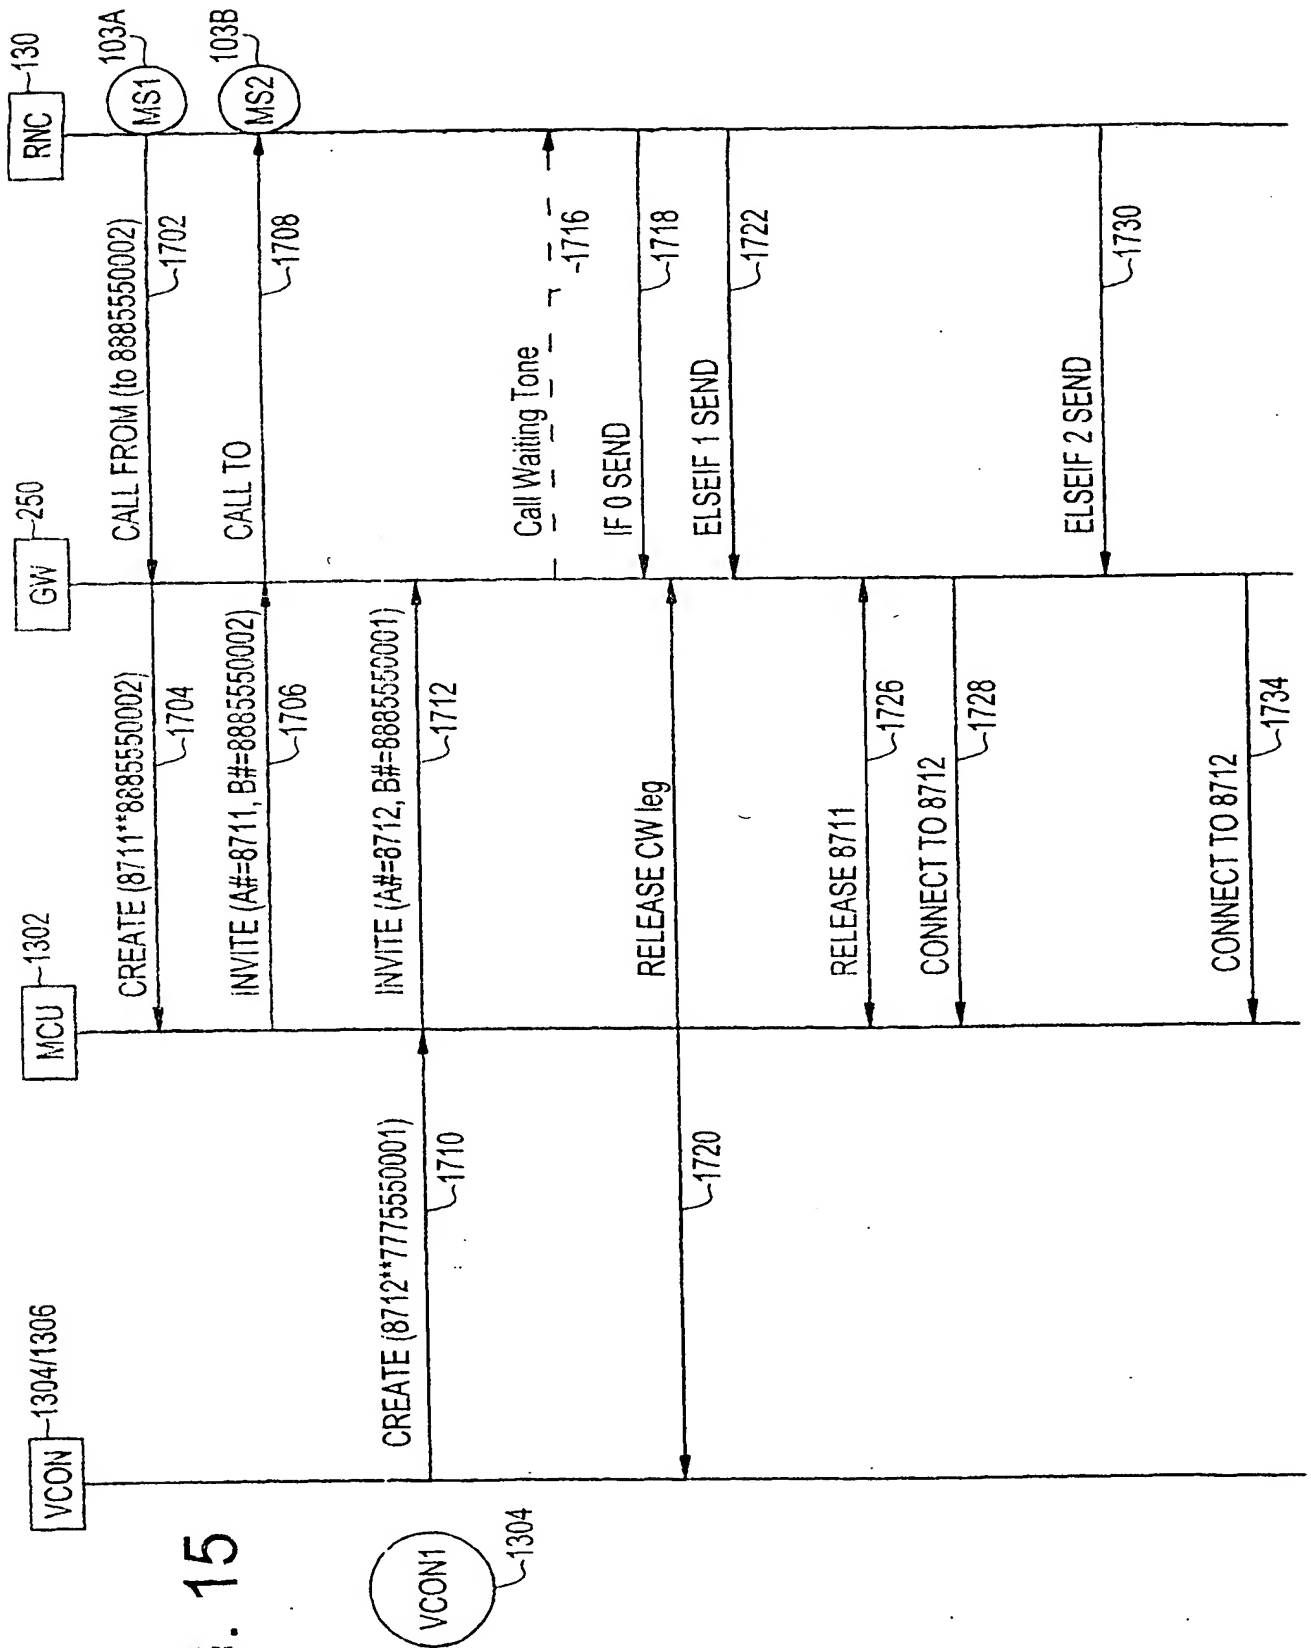 . 15
VCON
1304/1306
MCU
1302
GW
250
RNC
130
MS1
103A
MS2
103B
VCON1
1304
CALL FROM (to 8885550002)
1702
CREATE (8711**8885550002)
1704
INVITE (A#=8711, B#=8885550002)
1706
CALL TO
1708
CREATE (8712**7775550001)
1710
INVITE (A#=8712, B#=8885550001)
1712
Call Waiting Tone
1716
IF 0 SEND
1718
RELEASE CW leg
1720
ELSEIF 1 SEND
1722
RELEASE 8711
1726
CONNECT TO 8712
1728
ELSEIF 2 SEND
1730
CONNECT TO 8712
1734